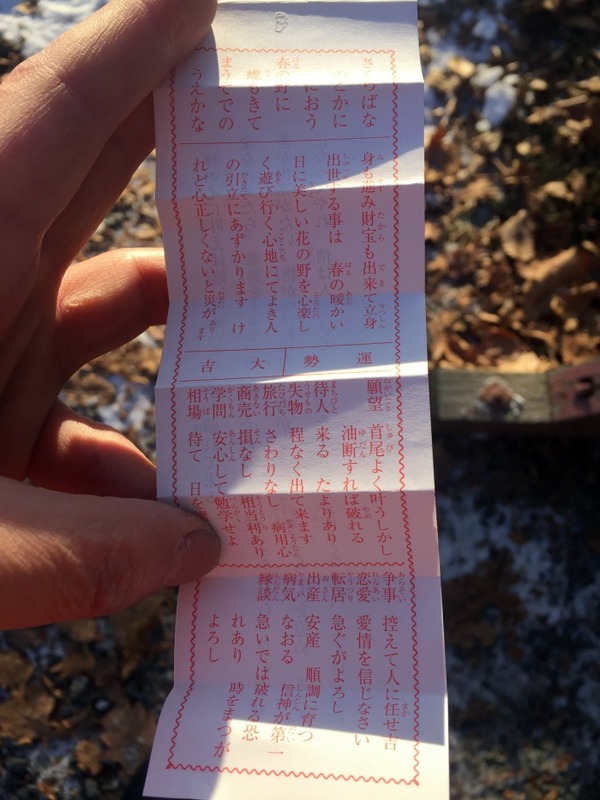 さくらばな
のどかに
におう
春の野に
蝶もきて
まうそでの
うえかな
身も進み財宝も出来て立身
出世する事は 春の暖かい
日に美しい花の野を心楽し
く遊び行く心地にてよき人
の引立にあずかります け
れど心正しくないと災があります
運勢 大吉
願望 首尾よく叶うしかし
油断すれば破れる
待人 来る たよりあり
失物 程なく出て来ます
旅行 さわりなし 病用心
商売 損なし 相当利あり
学問 安心して勉学せよ
相場 待て 日を
争事 控えて人に任せ吉
恋愛 愛情を信じなさい
転居 急ぐがよろし
出産 安産 順調に育つ
病気 なおる 信神が第一
縁談 急いでは破れる恐
れあり 時をまつが
よろし